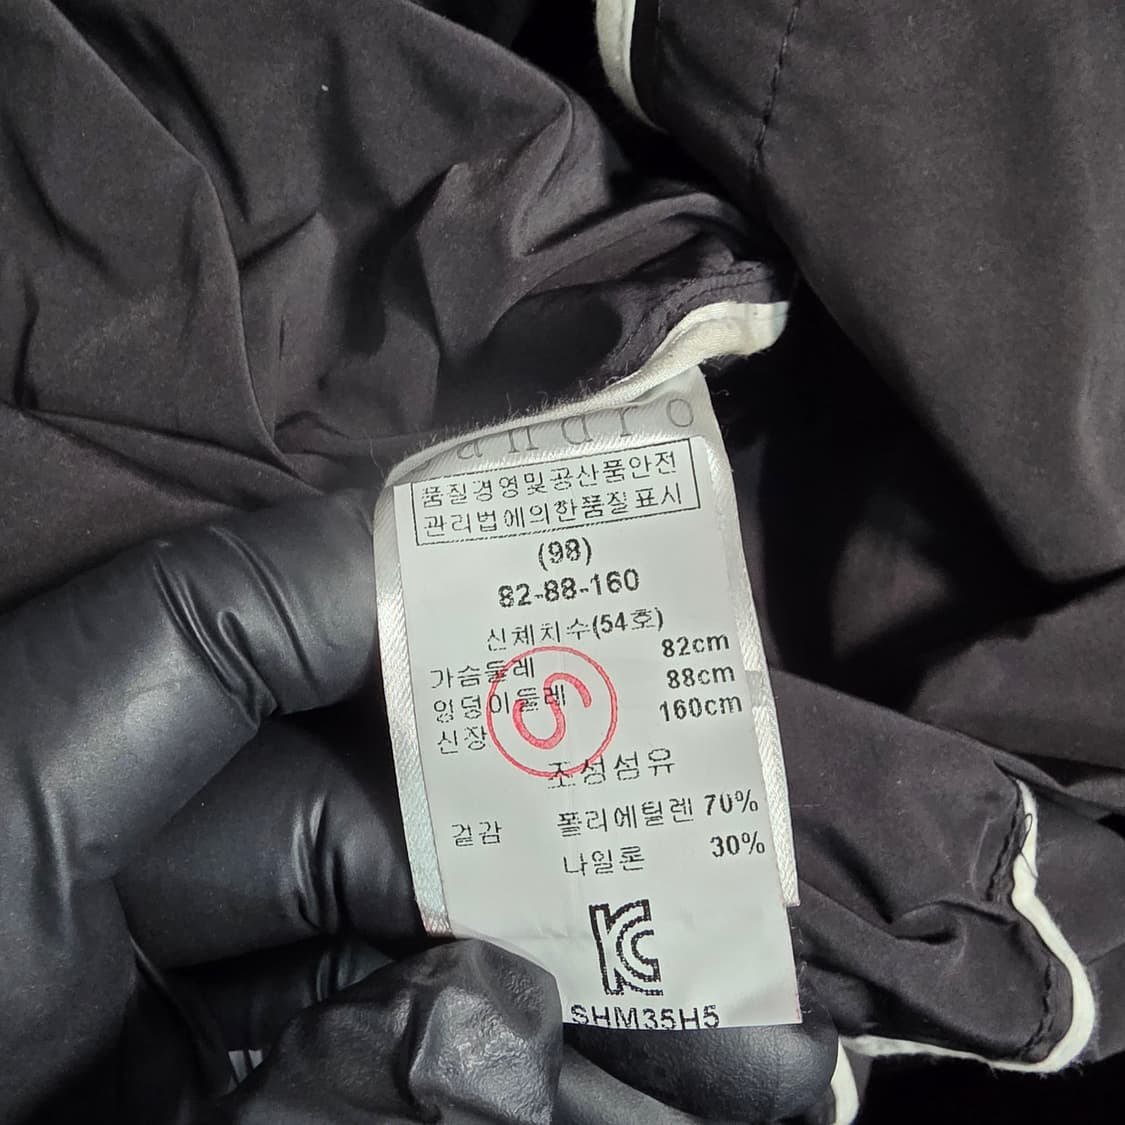 sandro
품질경영및공산품안전
관리법에의한품질표시
(98)
82-88-160
신체치수(54호)
가슴둘레 82cm
엉덩이둘레 88cm
신장 160cm
조성섬유
겉감 폴리에틸렌 70%
나일론 30%
KC
SHM35H5